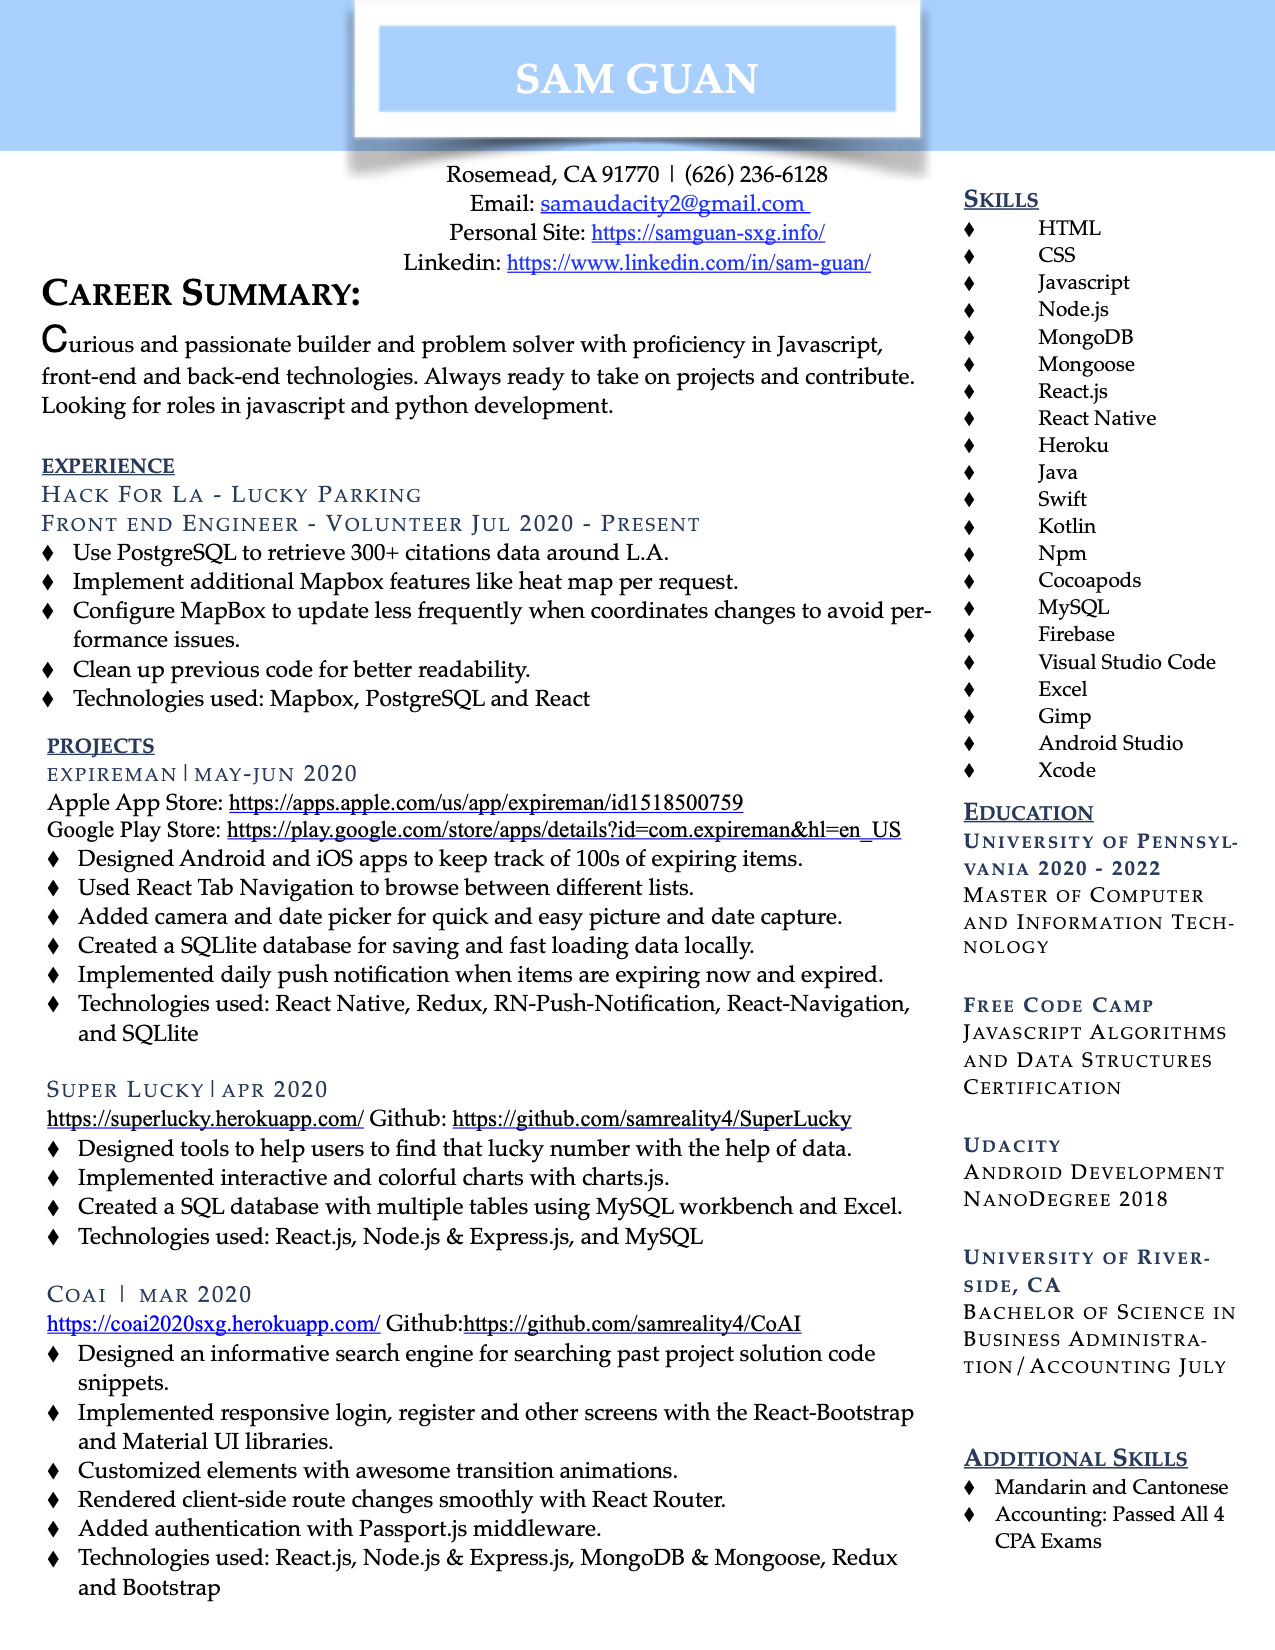 SAM GUAN
Rosemead, CA 91770 | (626) 236-6128
Email: samaudacity2@gmail.com
Personal Site: https://samguan-sxg.info/
Linkedin: https://www.linkedin.com/in/sam-guan/
CAREER SUMMARY:
Curious and passionate builder and problem solver with proficiency in Javascript,
front-end and back-end technologies. Always ready to take on projects and contribute.
Looking for roles in javascript and python development.
EXPERIENCE
HACK FOR LA - LUCKY PARKING
FRONT END ENGINEER - VOLUNTEER JUL 2020 - PRESENT
♦ Use PostgreSQL to retrieve 300+ citations data around L.A.
♦ Implement additional Mapbox features like heat map per request.
♦ Configure MapBox to update less frequently when coordinates changes to avoid per-
formance issues.
♦ Clean up previous code for better readability.
♦ Technologies used: Mapbox, PostgreSQL and React
PROJECTS
EXPIREMAN|MAY-JUN 2020
Apple App Store: https://apps.apple.com/us/app/expireman/id1518500759
Google Play Store: https://play.google.com/store/apps/details?id=com.expireman&hl=en_US
♦ Designed Android and iOS apps to keep track of 100s of expiring items.
♦ Used React Tab Navigation to browse between different lists.
♦ Added camera and date picker for quick and easy picture and date capture.
♦ Created a SQLlite database for saving and fast loading data locally.
♦ Implemented daily push notification when items are expiring now and expired.
♦ Technologies used: React Native, Redux, RN-Push-Notification, React-Navigation,
and SQLlite
SUPER LUCKY|APR 2020
https://superlucky.herokuapp.com/ Github: https://github.com/samreality4/SuperLucky
♦ Designed tools to help users to find that lucky number with the help of data.
♦ Implemented interactive and colorful charts with charts.js.
♦ Created a SQL database with multiple tables using MySQL workbench and Excel.
♦ Technologies used: React.js, Node.js & Express.js, and MySQL
COAI | MAR 2020
https://coai2020sxg.herokuapp.com/ Github:https://github.com/samreality4/CoAI
♦ Designed an informative search engine for searching past project solution code
snippets.
♦ Implemented responsive login, register and other screens with the React-Bootstrap
and Material UI libraries.
♦ Customized elements with awesome transition animations.
♦ Rendered client-side route changes smoothly with React Router.
♦ Added authentication with Passport.js middleware.
♦ Technologies used: React.js, Node.js & Express.js, MongoDB & Mongoose, Redux
and Bootstrap
SKILLS
♦ HTML
♦ CSS
♦ Javascript
♦ Node.js
♦ MongoDB
♦ Mongoose
♦ React.js
♦ React Native
♦ Heroku
♦ Java
♦ Swift
♦ Kotlin
♦ Npm
♦ Cocoapods
♦ MySQL
♦ Firebase
♦ Visual Studio Code
♦ Excel
♦ Gimp
♦ Android Studio
♦ Xcode
EDUCATION
UNIVERSITY OF PENNSYL-
VANIA 2020 - 2022
MASTER OF COMPUTER
AND INFORMATION TECH-
NOLOGY
FREE CODE CAMP
JAVASCRIPT ALGORITHMS
AND DATA STRUCTURES
CERTIFICATION
UDACITY
ANDROID DEVELOPMENT
NANODEGREE 2018
UNIVERSITY OF RIVER-
SIDE, CA
BACHELOR OF SCIENCE IN
BUSINESS ADMINISTRA-
TION/ACCOUNTING JULY
ADDITIONAL SKILLS
♦ Mandarin and Cantonese
♦ Accounting: Passed All 4
CPA Exams